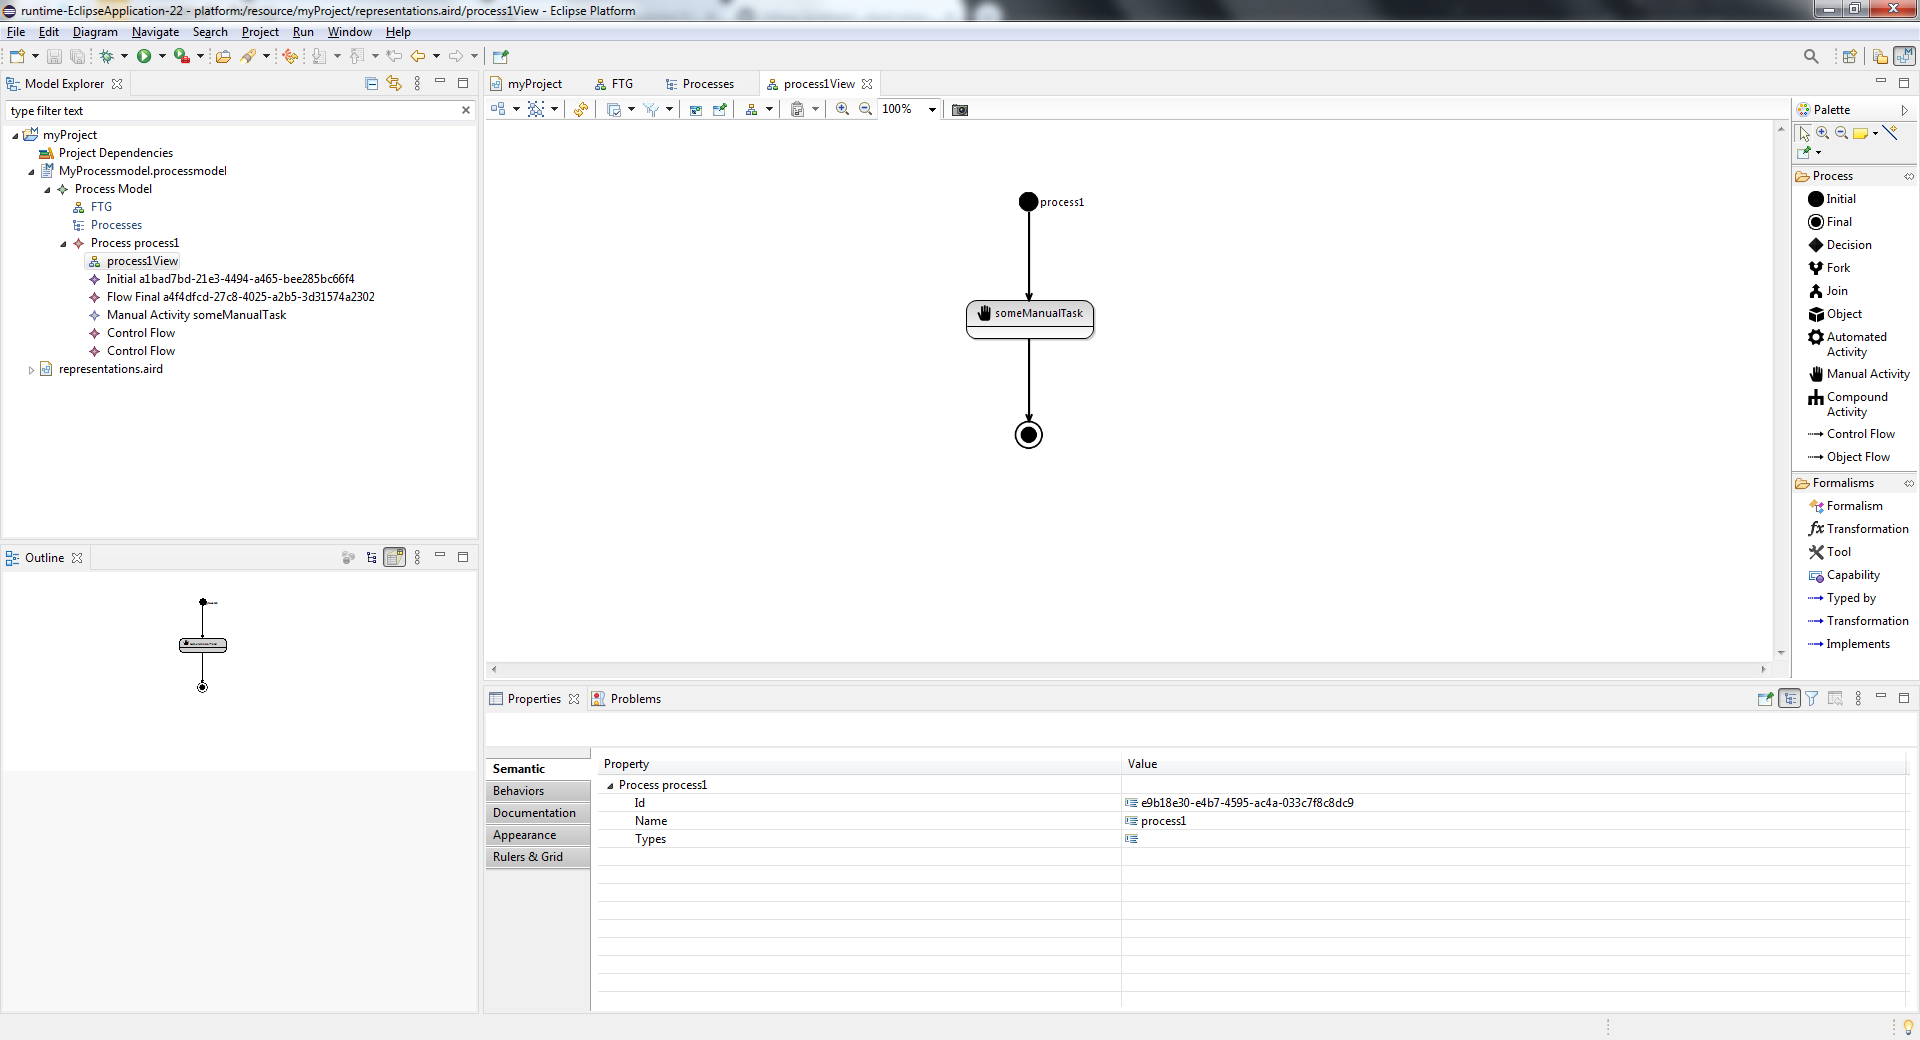 runtime-EclipseApplication-22 - platform:/resource/myProject/representations.aird/process1View - Eclipse Platform
File Edit Diagram Navigate Search Project Run Window Help
Model Explorer
type filter text
myProject
Project Dependencies
MyProcessmodel.processmodel
Process Model
FTG
Processes
Process process1
process1View
Initial a1bad7bd-21e3-4494-a465-bee285bc66f4
Flow Final a4f4dfcd-27c8-4025-a2b5-3d31574a2302
Manual Activity someManualTask
Control Flow
Control Flow
representations.aird
Outline
myProject FTG Processes process1View
100%
process1
someManualTask
Palette
Process
Initial
Final
Decision
Fork
Join
Object
Automated
Activity
Manual Activity
Compound
Activity
Control Flow
Object Flow
Formalisms
Formalism
fx Transformation
Tool
Capability
Typed by
Transformation
Implements
Properties Problems
Semantic
Behaviors
Documentation
Appearance
Rulers & Grid
Property Value
Process process1
Id e9b18e30-e4b7-4595-ac4a-033c7f8c8dc9
Name process1
Types